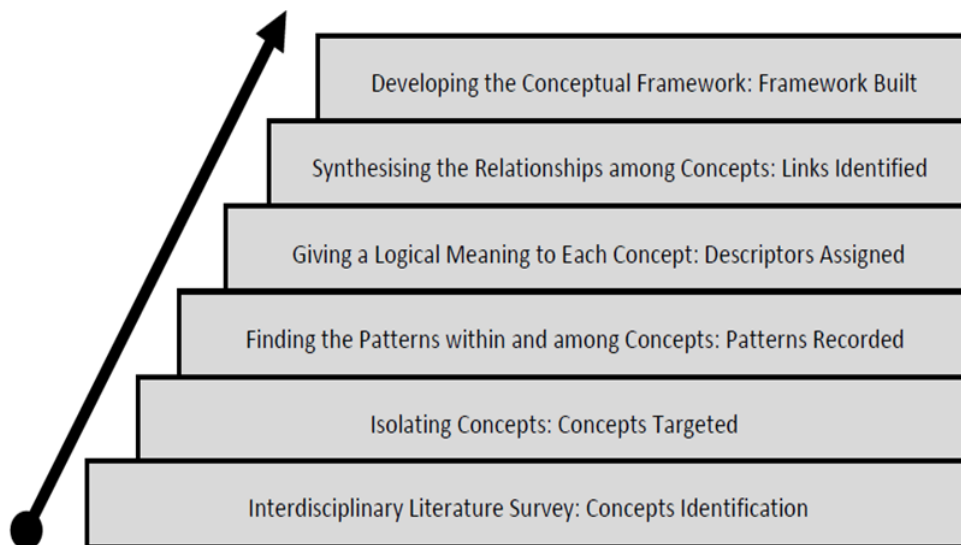 Developing the Conceptual Framework: Framework Built
Synthesising the Relationships among Concepts: Links Identified
Giving a Logical Meaning to Each Concept: Descriptors Assigned
Finding the Patterns within and among Concepts: Patterns Recorded
Isolating Concepts: Concepts Targeted
Interdisciplinary Literature Survey: Concepts Identification